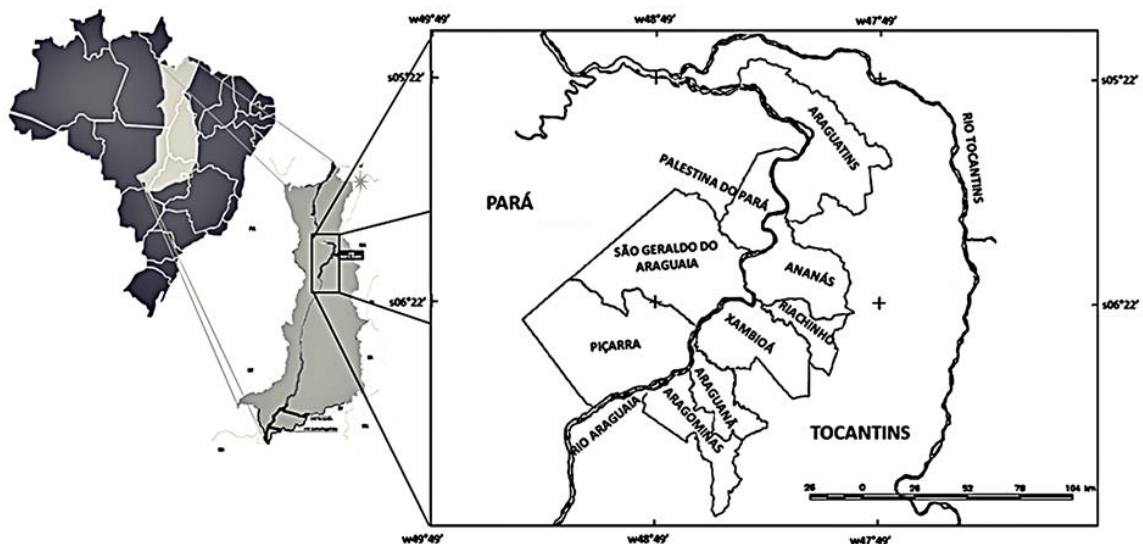 W49°49′
W48°49′
W47°49′
S05°22′
S05°22′
ARAGUATINS
RIO TOCANTINS
PALESTINA DO PARÁ
PARÁ
SÃO GERALDO DO
ARAGUAIA
ANANÁS
S06°22′
S06°22′
RIACHINHO
XAMBIOÁ
PIÇARRA
ARAGUANÃ
ARAGOMINAS
RIO ARAGUAIA
TOCANTINS
26 0 26 52 78 104 km
W49°49′
W48°49′
W47°49′